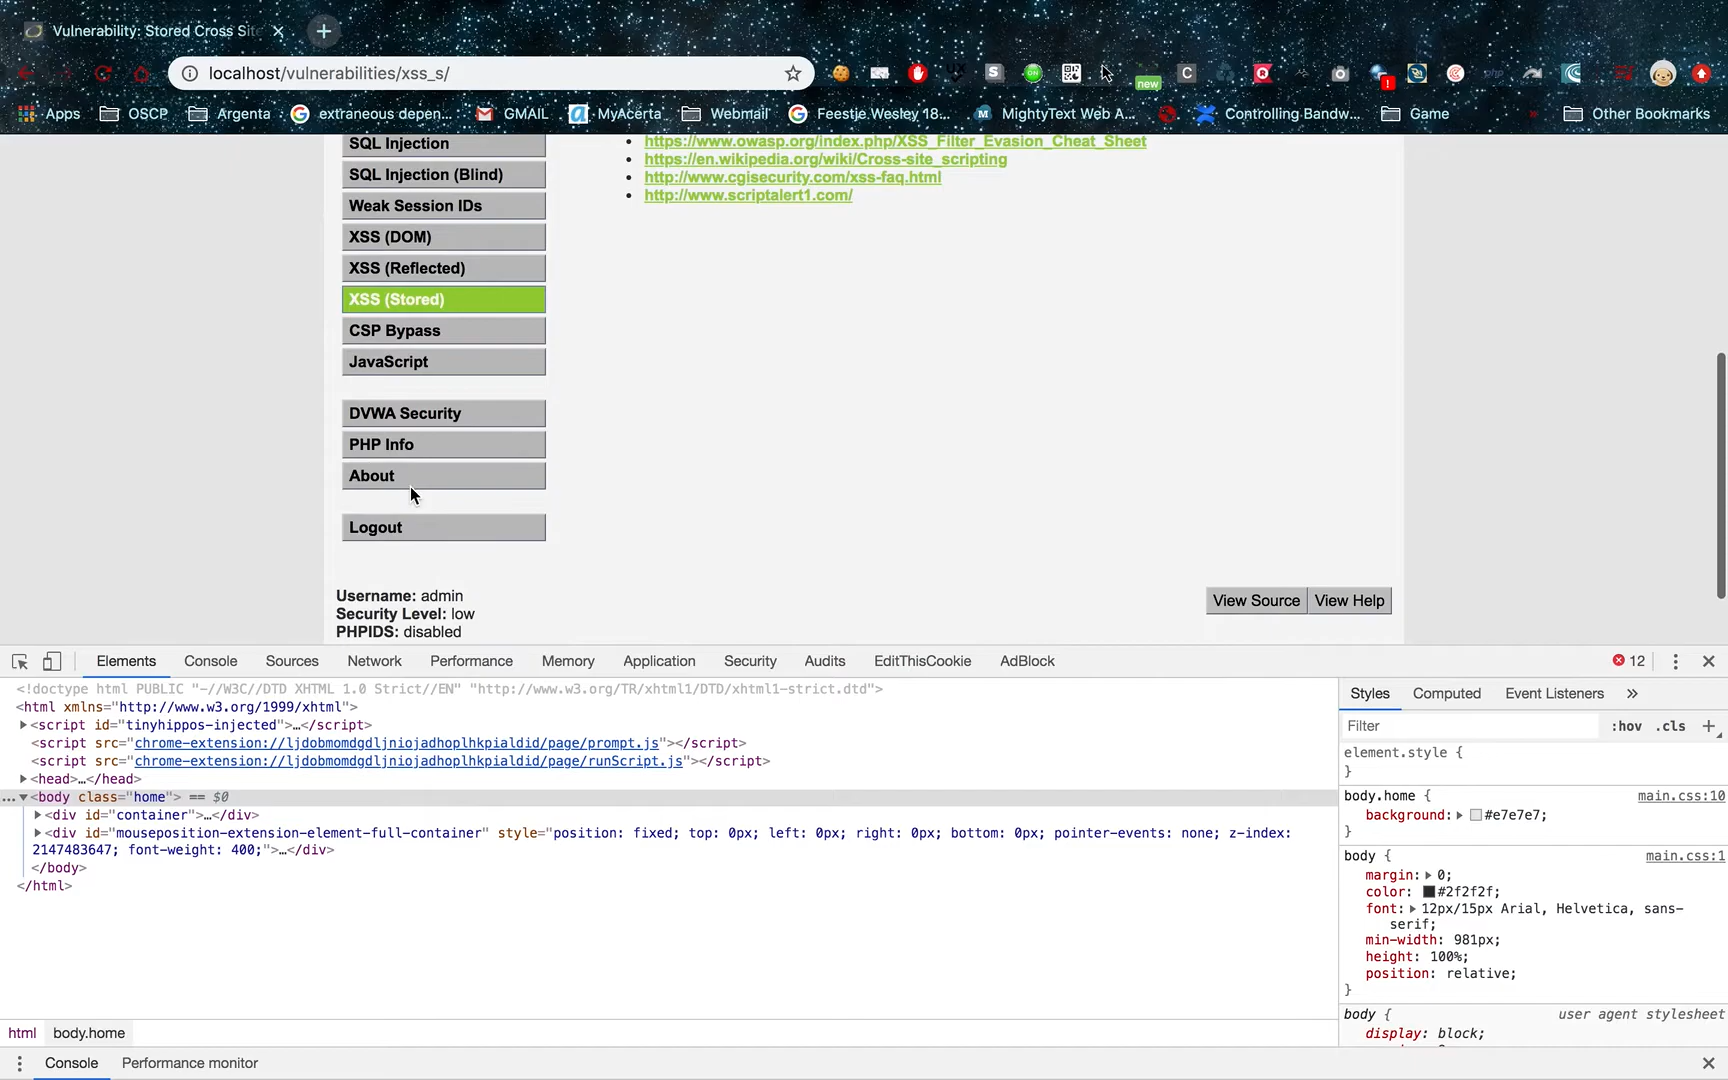 Vulnerability: Stored Cross Sit
localhost/vulnerabilities/xss_s/
new
Apps
OSCP
Argenta
extraneous depen...
GMAIL
MyAcerta
Webmail
Feestje Wesley 18...
MightyText Web A...
Controlling Bandw...
Game
»
Other Bookmarks
SQL Injection
SQL Injection (Blind)
Weak Session IDs
XSS (DOM)
XSS (Reflected)
XSS (Stored)
CSP Bypass
JavaScript
DVWA Security
PHP Info
About
Logout
https://www.owasp.org/index.php/XSS_Filter_Evasion_Cheat_Sheet
https://en.wikipedia.org/wiki/Cross-site_scripting
http://www.cgisecurity.com/xss-faq.html
http://www.scriptalert1.com/
Username: admin
Security Level: low
PHPIDS: disabled
View Source
View Help
Elements
Console
Sources
Network
Performance
Memory
Application
Security
Audits
EditThisCookie
AdBlock
12
<!doctype html PUBLIC "-//W3C//DTD XHTML 1.0 Strict//EN" "http://www.w3.org/TR/xhtml1/DTD/xhtml1-strict.dtd">
<html xmlns="http://www.w3.org/1999/xhtml">
<script id="tinyhippos-injected">…</script>
<script src="chrome-extension://ljdobmomdgdljniojadhoplhkpialdid/page/prompt.js"></script>
<script src="chrome-extension://ljdobmomdgdljniojadhoplhkpialdid/page/runScript.js"></script>
<head>…</head>
<body class="home"> == $0
<div id="container">…</div>
<div id="mouseposition-extension-element-full-container" style="position: fixed; top: 0px; left: 0px; right: 0px; bottom: 0px; pointer-events: none; z-index:
2147483647; font-weight: 400;">…</div>
</body>
</html>
html
body.home
Console
Performance monitor
Styles
Computed
Event Listeners
»
Filter
:hov
.cls
element.style {
}
body.home {
main.css:10
background: #e7e7e7;
}
body {
main.css:1
margin: 0;
color: #2f2f2f;
font: 12px/15px Arial, Helvetica, sans-
serif;
min-width: 981px;
height: 100%;
position: relative;
}
body {
user agent stylesheet
display: block;